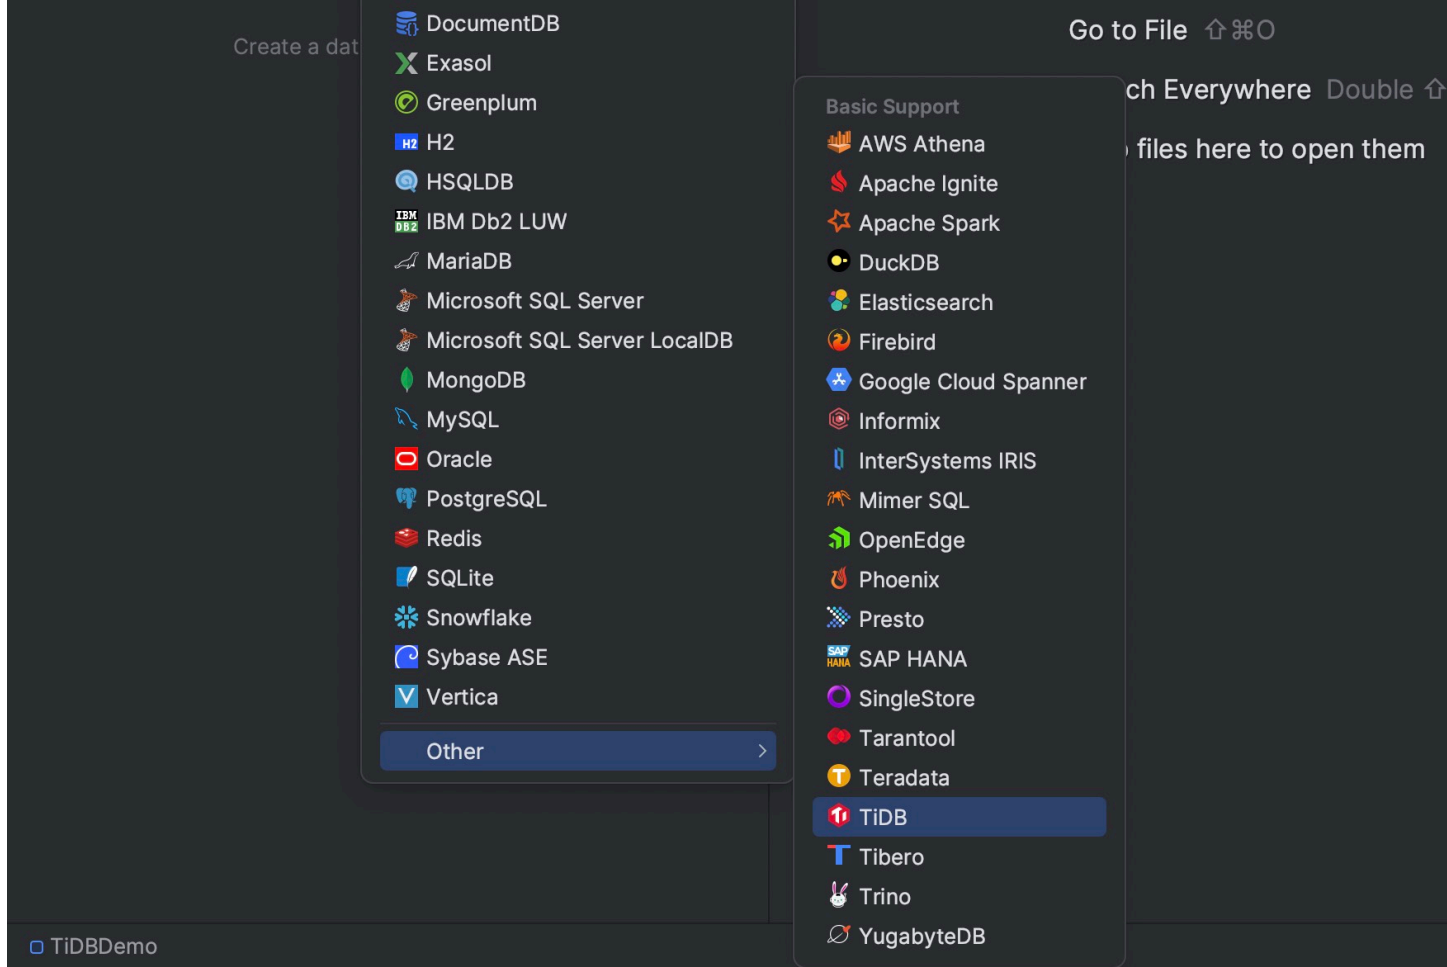 Create a dat
DocumentDB
Exasol
Greenplum
H2
HSQLDB
IBM Db2 LUW
MariaDB
Microsoft SQL Server
Microsoft SQL Server LocalDB
MongoDB
MySQL
Oracle
PostgreSQL
Redis
SQLite
Snowflake
Sybase ASE
Vertica
Other
Basic Support
AWS Athena
Apache Ignite
Apache Spark
DuckDB
Elasticsearch
Firebird
Google Cloud Spanner
Informix
InterSystems IRIS
Mimer SQL
OpenEdge
Phoenix
Presto
SAP HANA
SingleStore
Tarantool
Teradata
TiDB
Tibero
Trino
YugabyteDB
Go to File ⇧⌘O
ch Everywhere Double ⇧
files here to open them
TiDBDemo